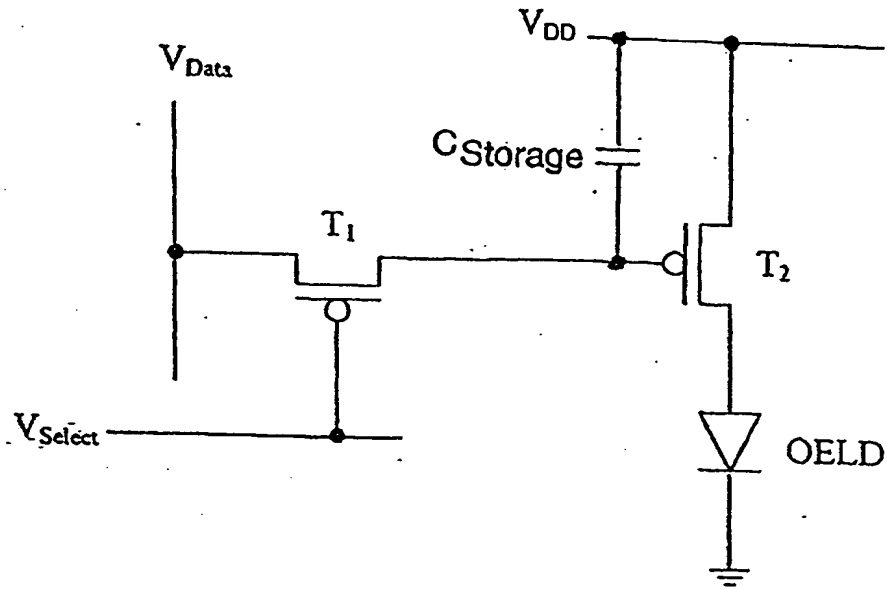 V_DD
V_Data
C_Storage
T_1
T_2
V_Select
OELD